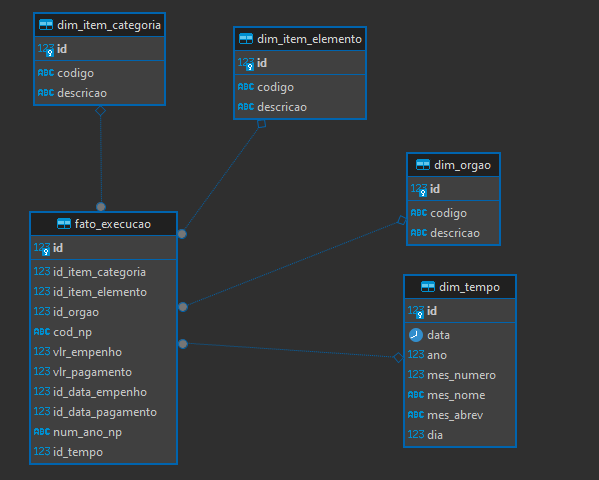 dim_item_categoria
123 id
ABC codigo
ABC descricao
dim_item_elemento
123 id
ABC codigo
ABC descricao
dim_orgao
123 id
ABC codigo
ABC descricao
fato_execucao
123 id
123 id_item_categoria
123 id_item_elemento
123 id_orgao
ABC cod_np
123 vlr_empenho
123 vlr_pagamento
123 id_data_empenho
123 id_data_pagamento
ABC num_ano_np
123 id_tempo
dim_tempo
123 id
data
123 ano
123 mes_numero
ABC mes_nome
ABC mes_abrev
123 dia